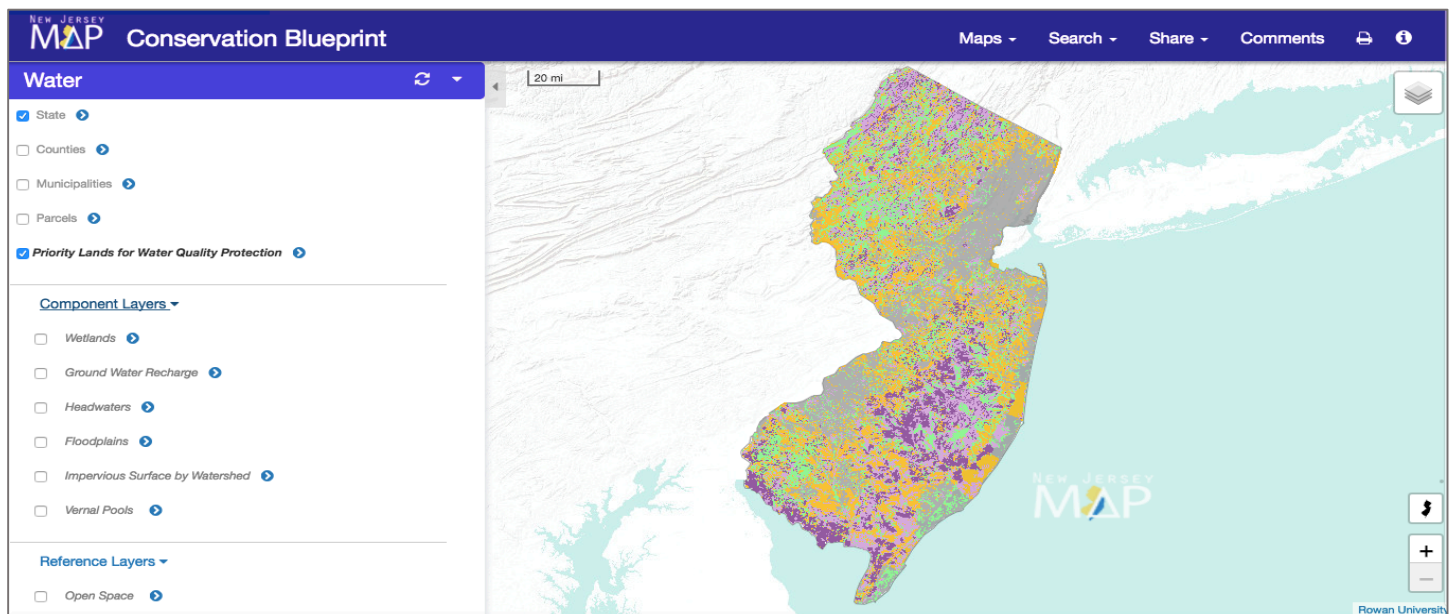 NEW JERSEY
MAP
Conservation Blueprint
Maps
Search
Share
Comments
Water
State
Counties
Municipalities
Parcels
Priority Lands for Water Quality Protection
Component Layers
Wetlands
Ground Water Recharge
Headwaters
Floodplains
Impervious Surface by Watershed
Vernal Pools
Reference Layers
Open Space
20 mi
NEW JERSEY
MAP
+
−
Rowan University